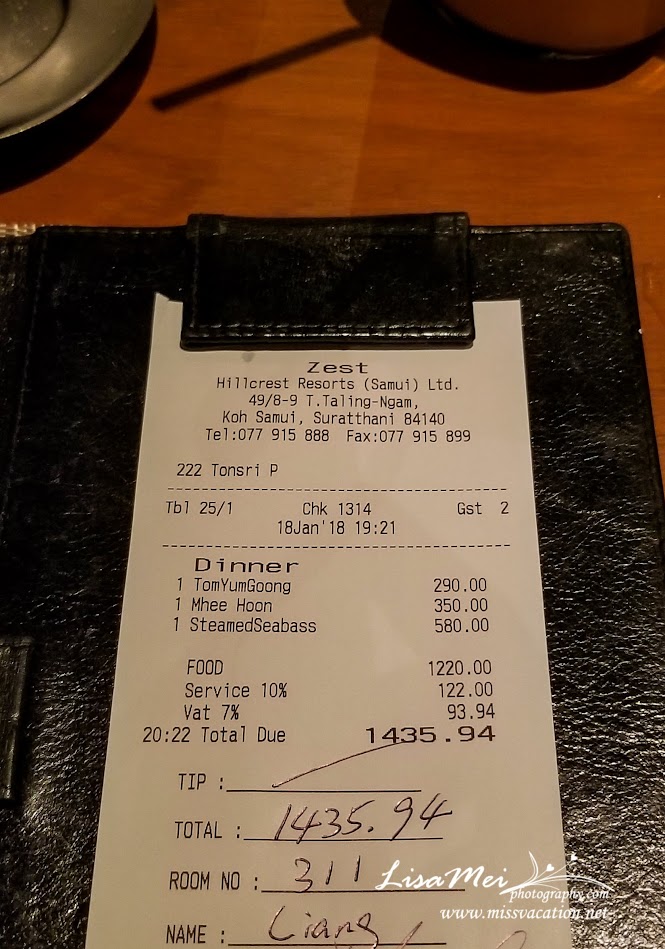 Zest
Hillcrest Resorts (Samui) Ltd.
49/8-9 T.Taling-Ngam,
Koh Samui, Suratthani 84140
Tel:077 915 888 Fax:077 915 899
222 Tonsri P
Tbl 25/1 Chk 1314 Gst 2
18Jan'18 19:21
Dinner
1 TomYumGoong 290.00
1 Mhee Hoon 350.00
1 SteamedSeabass 580.00
FOOD 1220.00
Service 10% 122.00
Vat 7% 93.94
20:22 Total Due 1435.94
TIP :
TOTAL : 1435.94
ROOM NO : 311
NAME : Liang
LisaMei
photography.com
www.missvacation.net